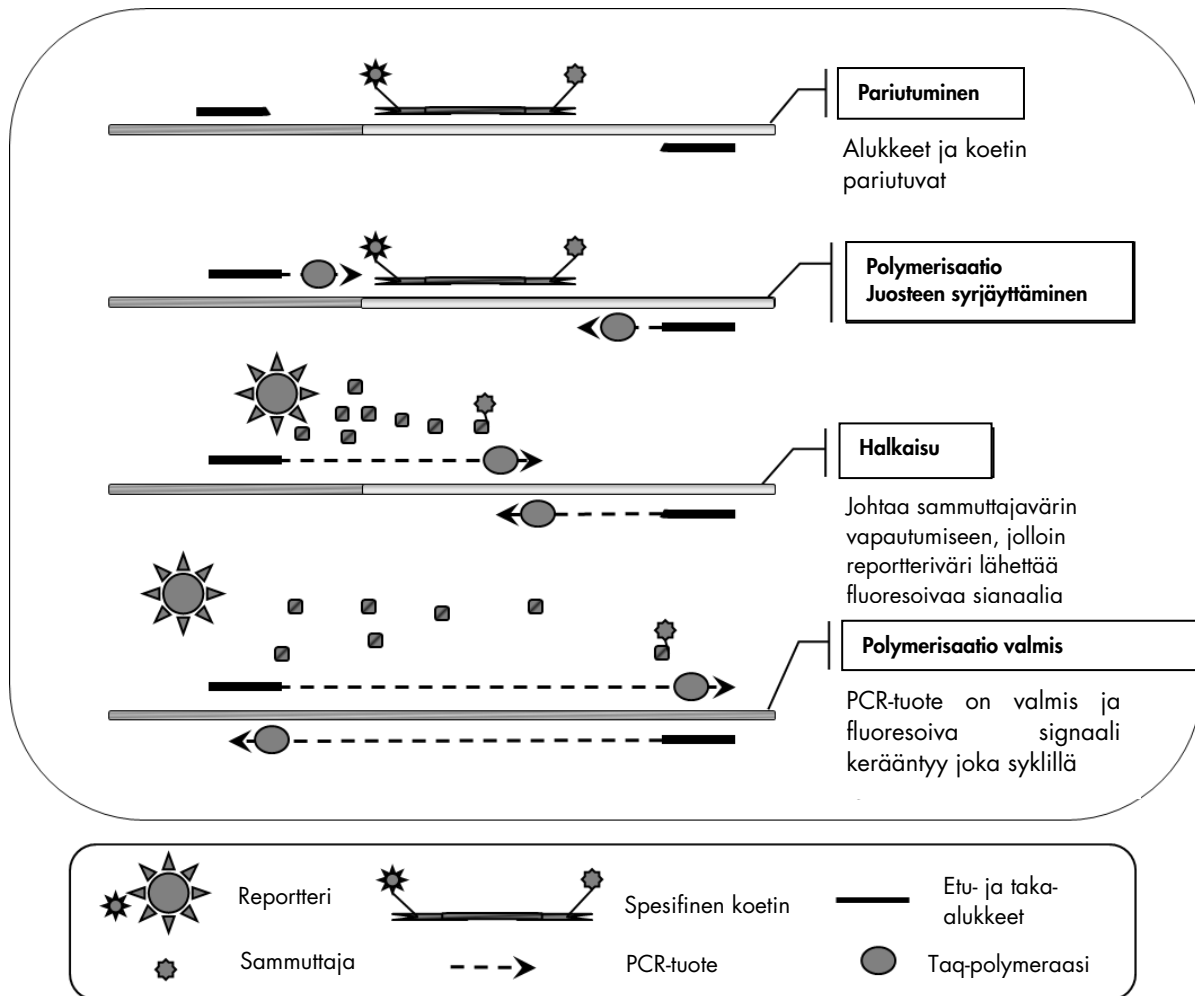 Pariutuminen
Alukkeet ja koetin
pariutuvat
Polymerisaatio
Juosteen syrjäyttäminen
Halkaisu
Johtaa sammuttajavärin
vapautumiseen, jolloin
reportteriväri lähettää
fluoresoivaa sianaalia
Polymerisaatio valmis
PCR-tuote on valmis ja
fluoresoiva signaali
kerääntyy joka syklillä
Reportteri
Spesifinen koetin
Etu- ja taka-
alukkeet
Sammuttaja
PCR-tuote
Taq-polymeraasi